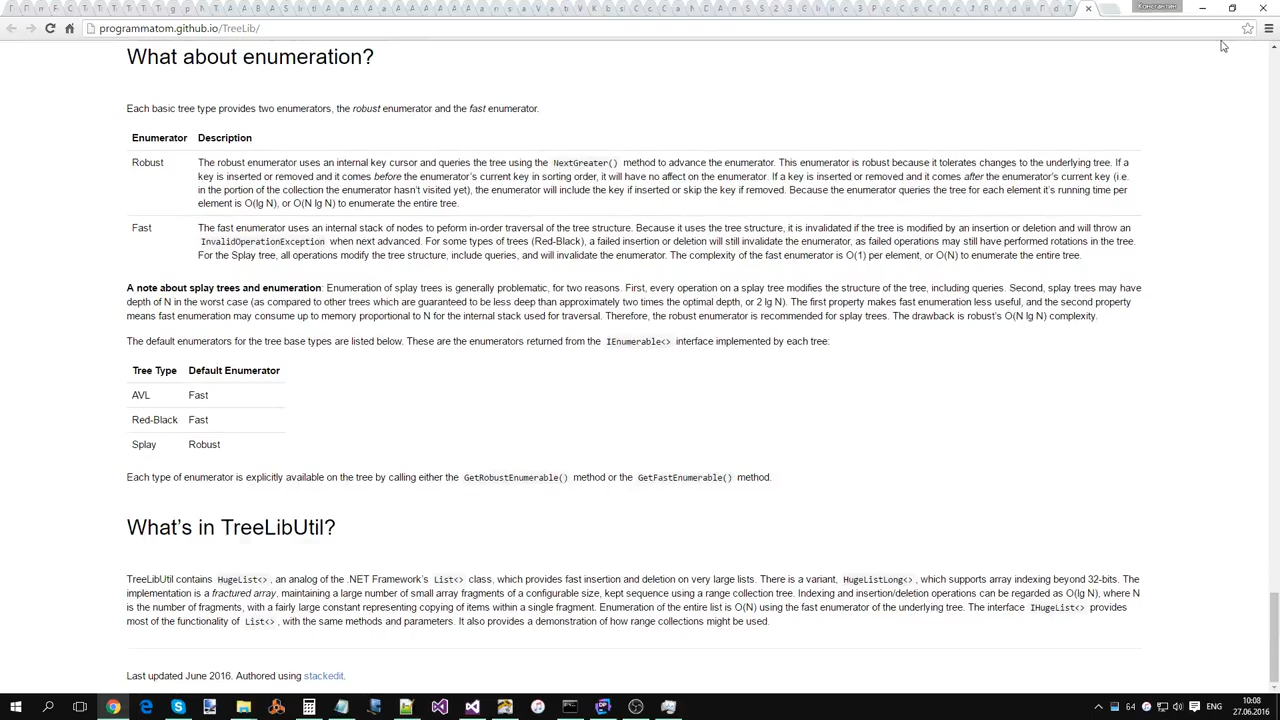 Константин
programmatom.github.io/TreeLib/
What about enumeration?
Each basic tree type provides two enumerators, the robust enumerator and the fast enumerator.
Enumerator Description
Robust The robust enumerator uses an internal key cursor and queries the tree using the NextGreater() method to advance the enumerator. This enumerator is robust because it tolerates changes to the underlying tree. If a
key is inserted or removed and it comes before the enumerator's current key in sorting order, it will have no affect on the enumerator. If a key is inserted or removed and it comes after the enumerator's current key (i.e.
in the portion of the collection the enumerator hasn't visited yet), the enumerator will include the key if inserted or skip the key if removed. Because the enumerator queries the tree for each element it's running time per
element is O(lg N), or O(N lg N) to enumerate the entire tree.
Fast The fast enumerator uses an internal stack of nodes to peform in-order traversal of the tree structure. Because it uses the tree structure, it is invalidated if the tree is modified by an insertion or deletion and will throw an
InvalidOperationException when next advanced. For some types of trees (Red-Black), a failed insertion or deletion will still invalidate the enumerator, as failed operations may still have performed rotations in the tree.
For the Splay tree, all operations modify the tree structure, include queries, and will invalidate the enumerator. The complexity of the fast enumerator is O(1) per element, or O(N) to enumerate the entire tree.
A note about splay trees and enumeration: Enumeration of splay trees is generally problematic, for two reasons. First, every operation on a splay tree modifies the structure of the tree, including queries. Second, splay trees may have
depth of N in the worst case (as compared to other trees which are guaranteed to be less deep than approximately two times the optimal depth, or 2 lg N). The first property makes fast enumeration less useful, and the second property
means fast enumeration may consume up to memory proportional to N for the internal stack used for traversal. Therefore, the robust enumerator is recommended for splay trees. The drawback is robust's O(N lg N) complexity.
The default enumerators for the tree base types are listed below. These are the enumerators returned from the IEnumerable<> interface implemented by each tree:
Tree Type Default Enumerator
AVL Fast
Red-Black Fast
Splay Robust
Each type of enumerator is explicitly available on the tree by calling either the GetRobustEnumerable() method or the GetFastEnumerable() method.
What's in TreeLibUtil?
TreeLibUtil contains HugeList<>, an analog of the .NET Framework's List<> class, which provides fast insertion and deletion on very large lists. There is a variant, HugeListLong<>, which supports array indexing beyond 32-bits. The
implementation is a fractured array, maintaining a large number of small array fragments of a configurable size, kept sequence using a range collection tree. Indexing and insertion/deletion operations can be regarded as O(lg N), where N
is the number of fragments, with a fairly large constant representing copying of items within a single fragment. Enumeration of the entire list is O(N) using the fast enumerator of the underlying tree. The interface IHugeList<> provides
most of the functionality of List<>, with the same methods and parameters. It also provides a demonstration of how range collections might be used.
Last updated June 2016. Authored using stackedit.
64 ENG 10:08
27.06.2016